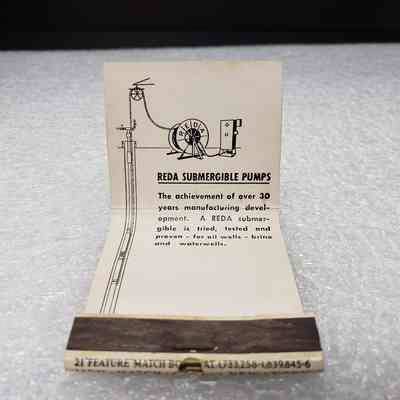 REDA
REDA SUBMERGIBLE PUMPS
The achievement of over 30
years manufacturing devel-
opment. A REDA submer-
gible is tried, tested and
proven - for oil wells - brine
and waterwells.
21 FEATURE MATCH